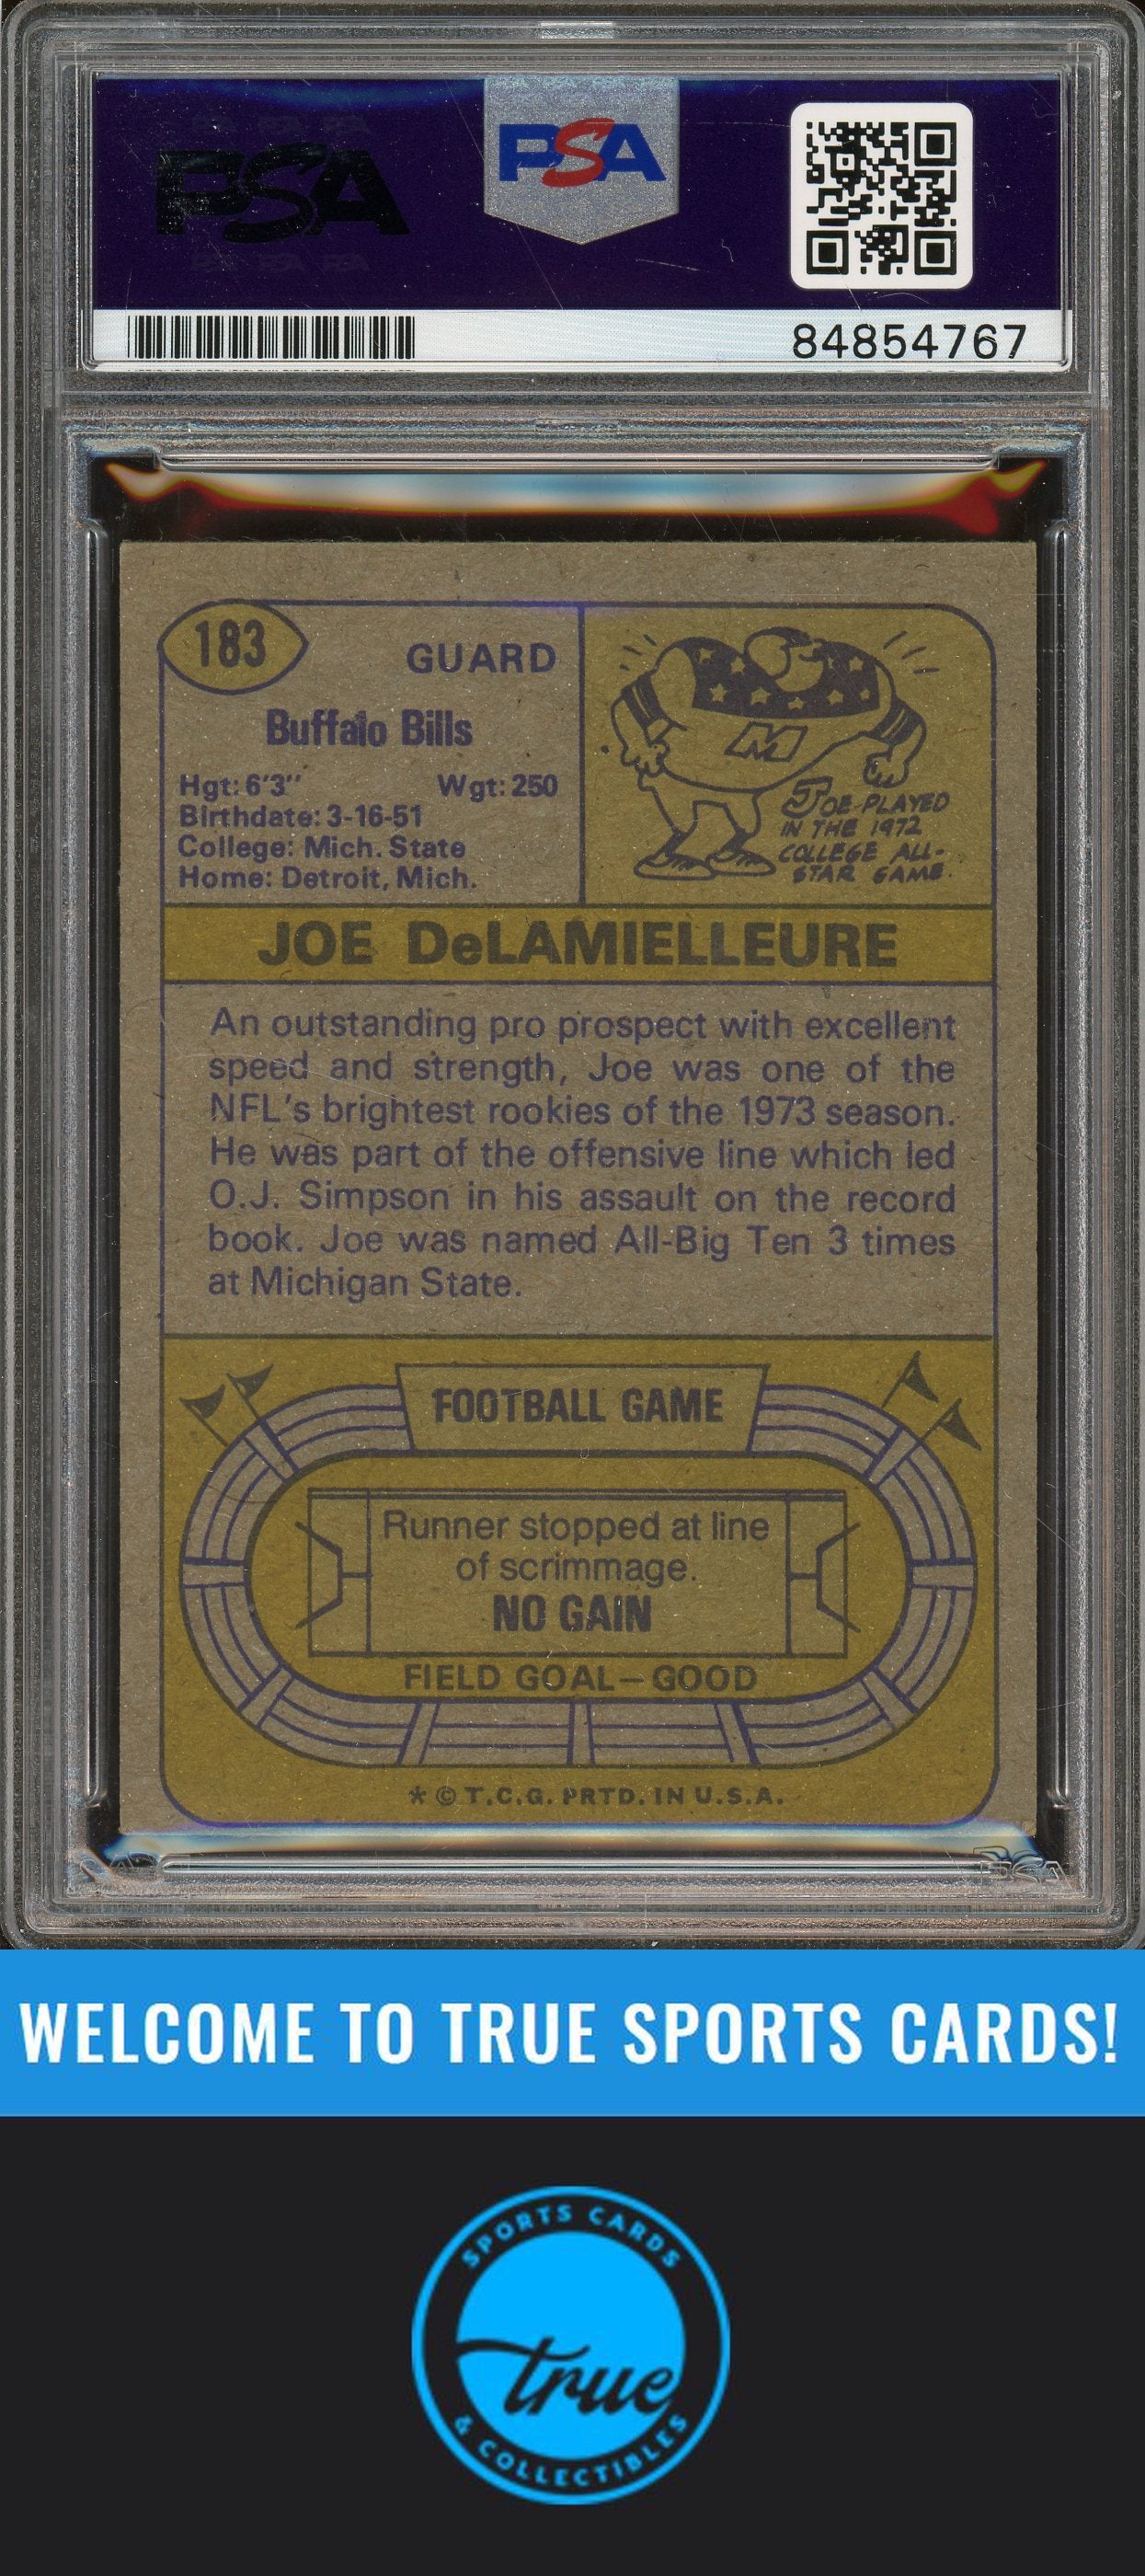 PSA
PSA
84854767
183
GUARD
Buffalo Bills
Hgt: 6'3" Wgt: 250
Birthdate: 3-16-51
College: Mich. State
Home: Detroit, Mich.
M
JOE PLAYED
IN THE 1972
COLLEGE ALL-
STAR GAME.
JOE DeLAMIELLEURE
An outstanding pro prospect with excellent
speed and strength, Joe was one of the
NFL's brightest rookies of the 1973 season.
He was part of the offensive line which led
O.J. Simpson in his assault on the record
book. Joe was named All-Big Ten 3 times
at Michigan State.
FOOTBALL GAME
Runner stopped at line
of scrimmage.
NO GAIN
FIELD GOAL—GOOD
* © T.C.G. PRTD. IN U.S.A.
PSA
WELCOME TO TRUE SPORTS CARDS!
SPORTS CARDS
true
& COLLECTIBLES